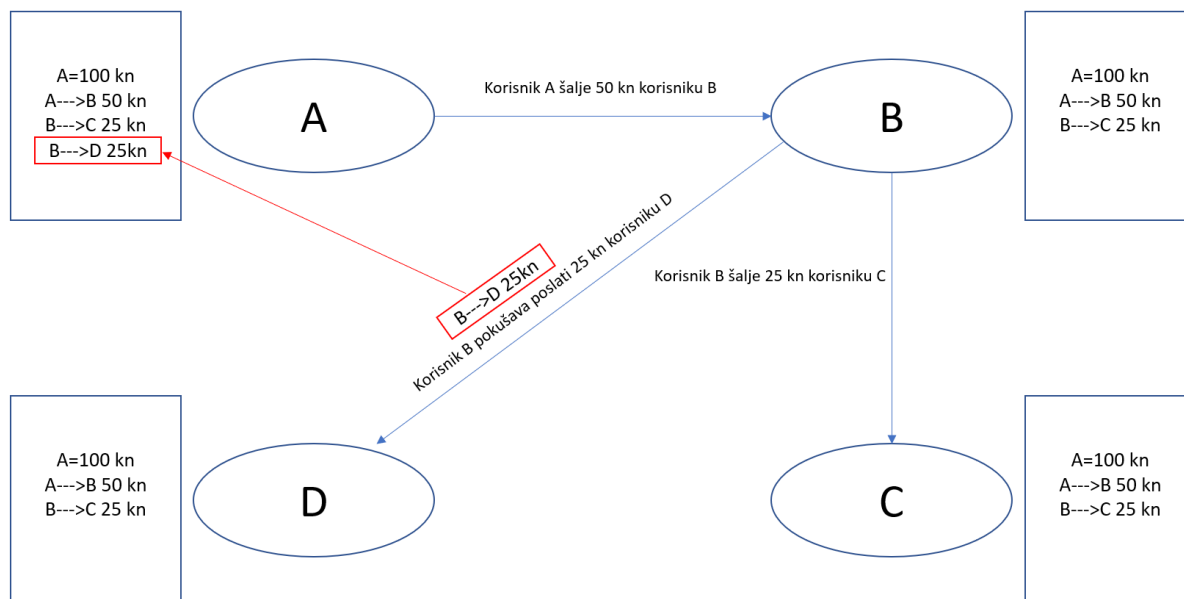 A=100 kn
A--->B 50 kn
B--->C 25 kn
B--->D 25kn
A
Korisnik A šalje 50 kn korisniku B
B
A=100 kn
A--->B 50 kn
B--->C 25 kn
B--->D 25kn
Korisnik B pokušava poslati 25 kn korisniku D
Korisnik B šalje 25 kn korisniku C
A=100 kn
A--->B 50 kn
B--->C 25 kn
D
C
A=100 kn
A--->B 50 kn
B--->C 25 kn